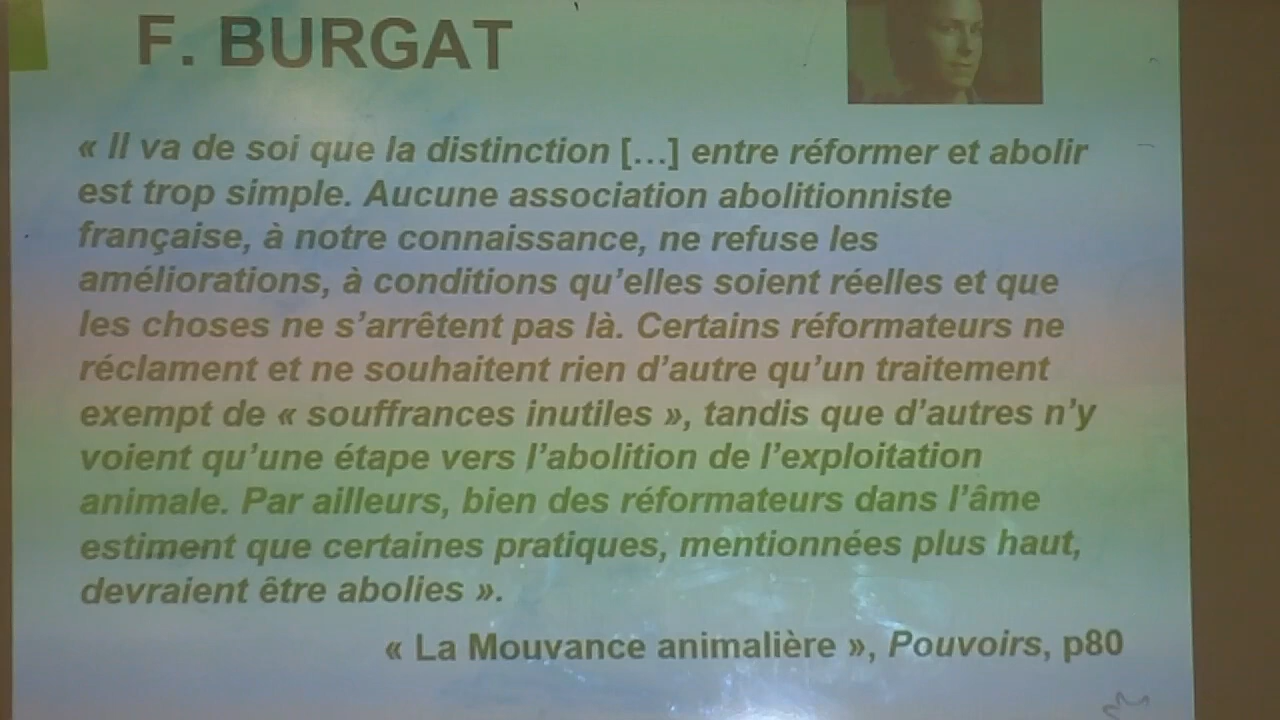 F. BURGAT
« Il va de soi que la distinction [...] entre réformer et abolir
est trop simple. Aucune association abolitionniste
française, à notre connaissance, ne refuse les
améliorations, à conditions qu'elles soient réelles et que
les choses ne s'arrêtent pas là. Certains réformateurs ne
réclament et ne souhaitent rien d'autre qu'un traitement
exempt de « souffrances inutiles », tandis que d'autres n'y
voient qu'une étape vers l'abolition de l'exploitation
animale. Par ailleurs, bien des réformateurs dans l'âme
estiment que certaines pratiques, mentionnées plus haut,
devraient être abolies ».
« La Mouvance animalière », Pouvoirs, p80